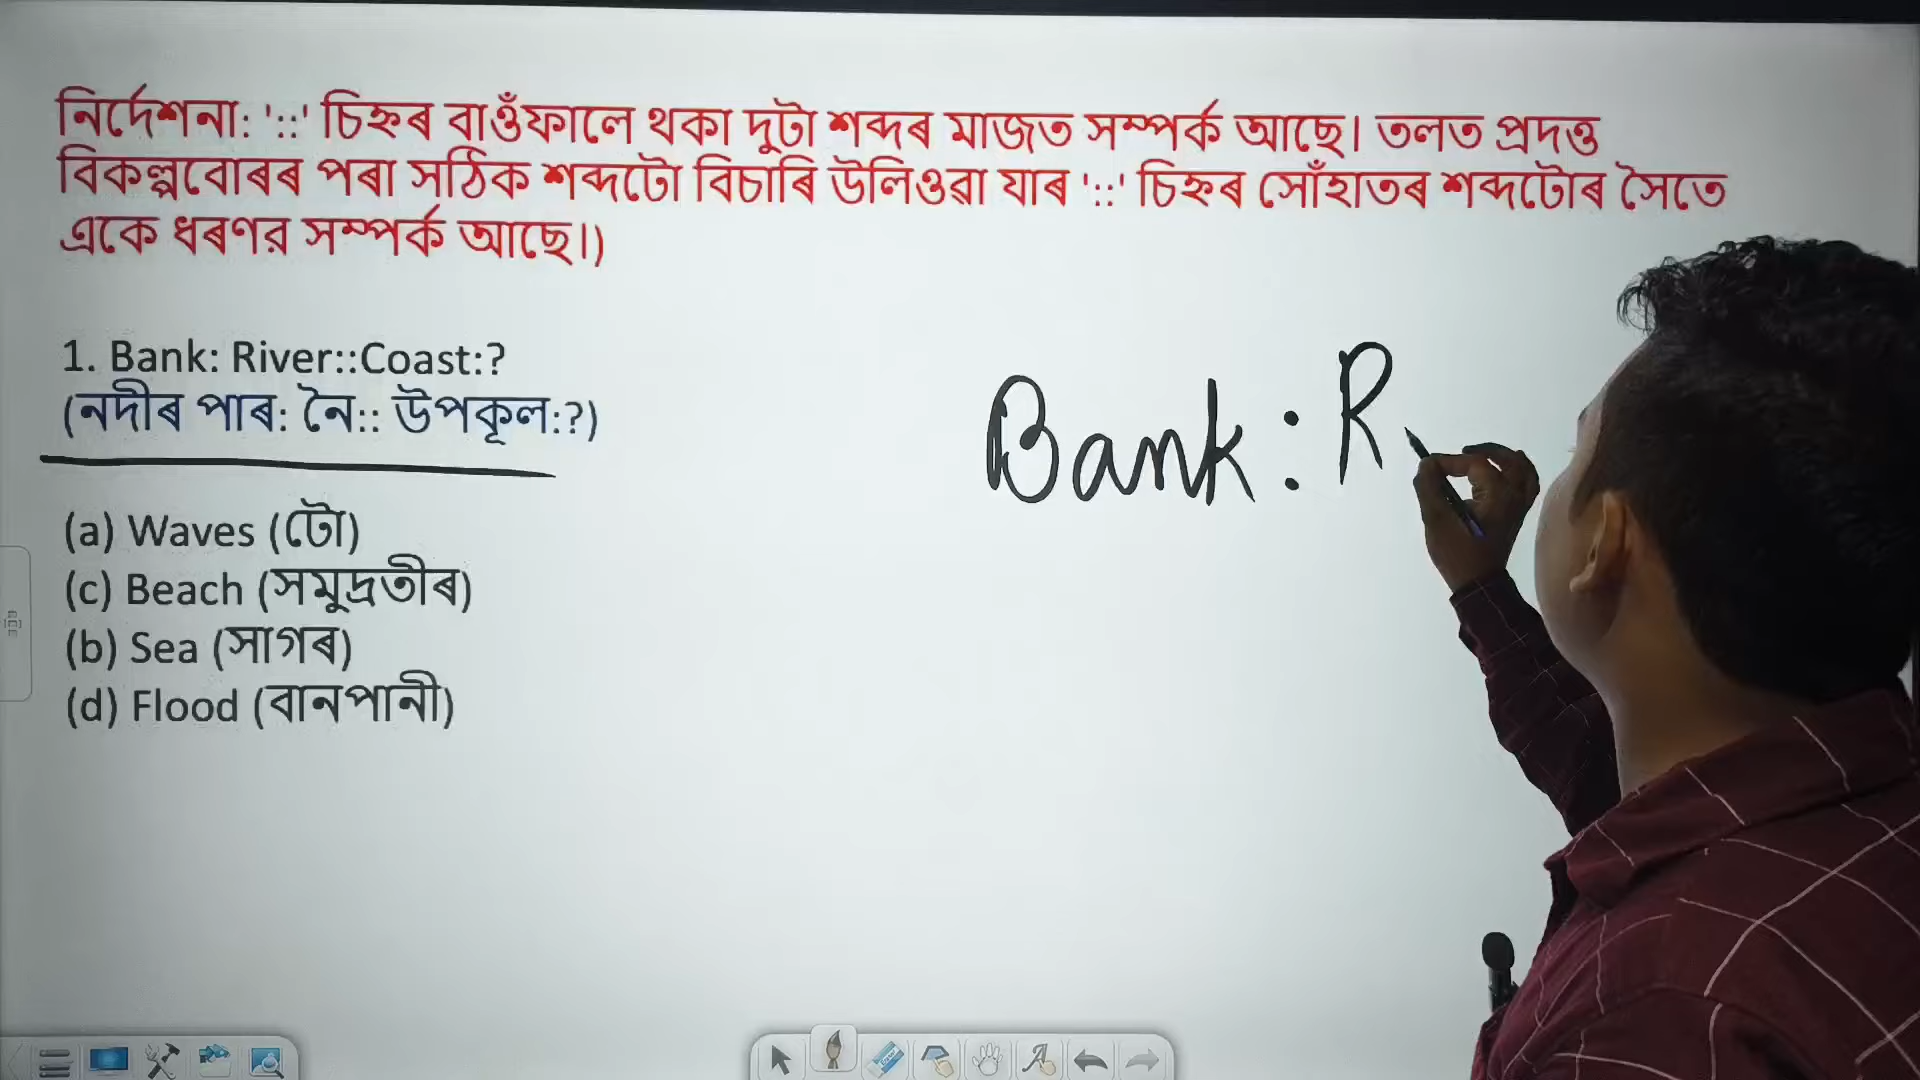 নিৰ্দেশনা: '::' চিহ্নৰ বাওঁফালে থকা দুটা শব্দৰ মাজত সম্পৰ্ক আছে। তলত প্ৰদত্ত
বিকল্পবোৰৰ পৰা সঠিক শব্দটো বিচাৰি উলিওৱা যাৰ '::' চিহ্নৰ সোঁহাতৰ শব্দটোৰ সৈতে
একে ধৰণৰ সম্পৰ্ক আছে।)
1. Bank: River::Coast:?
(নদীৰ পাৰ: নৈ:: উপকূল:?)
Bank : R
(a) Waves (টো)
(c) Beach (সমুদ্ৰতীৰ)
(b) Sea (সাগৰ)
(d) Flood (বানপানী)